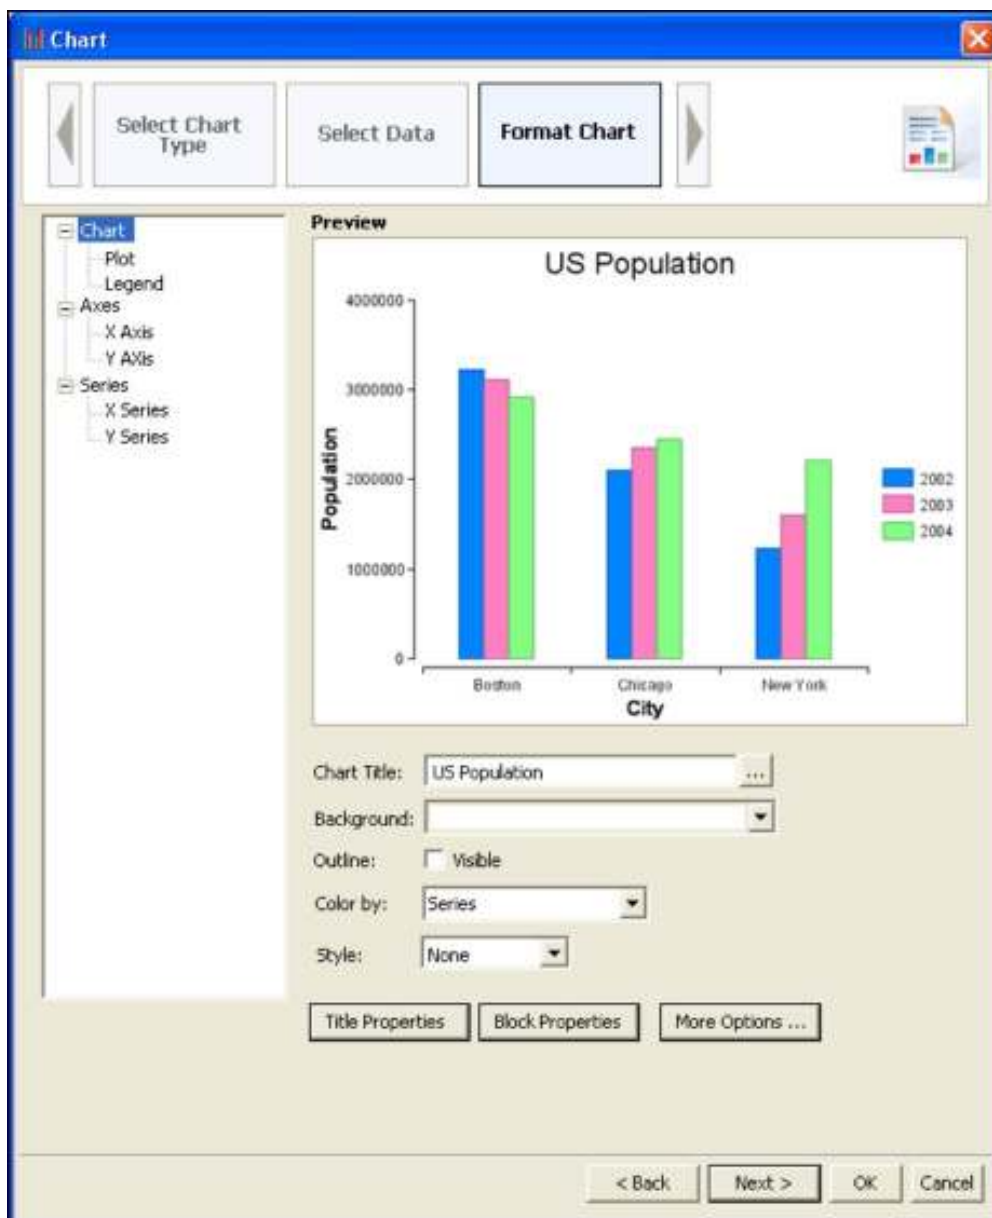 Chart
Select Chart
Type
Select Data
Format Chart
Chart
Plot
Legend
Axes
X Axis
Y AXis
Series
X Series
Y Series
Preview
US Population
4000000
3000000
2000000
1000000
0
Population
Boston
Chicago
New York
City
2002
2003
2004
Chart Title: US Population ...
Background:
Outline: Visible
Color by: Series
Style: None
Title Properties Block Properties More Options ...
< Back Next > OK Cancel